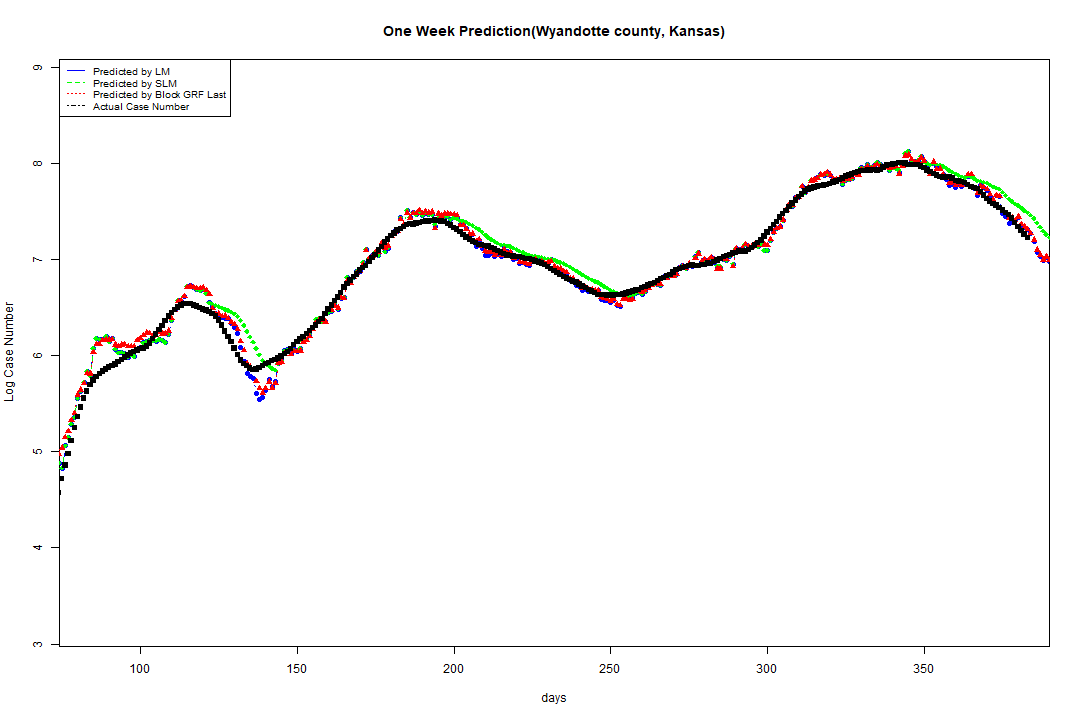 One Week Prediction(Wyandotte county, Kansas)
Predicted by LM
Predicted by SLM
Predicted by Block GRF Last
Actual Case Number
9
8
7
6
5
4
3
Log Case Number
100 150 200 250 300 350
days